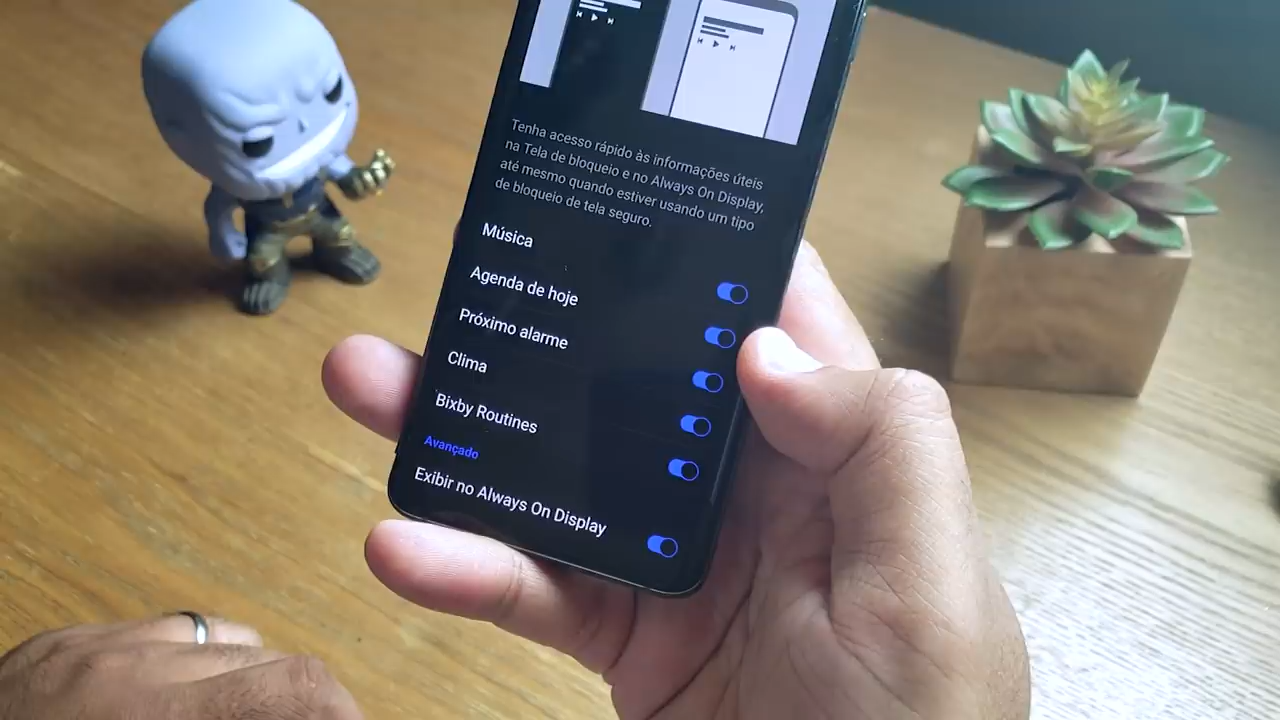 Tenha acesso rápido às informações úteis
na Tela de bloqueio e no Always On Display,
até mesmo quando estiver usando um tipo
de bloqueio de tela seguro.
Música
Agenda de hoje
Próximo alarme
Clima
Bixby Routines
Avançado
Exibir no Always On Display